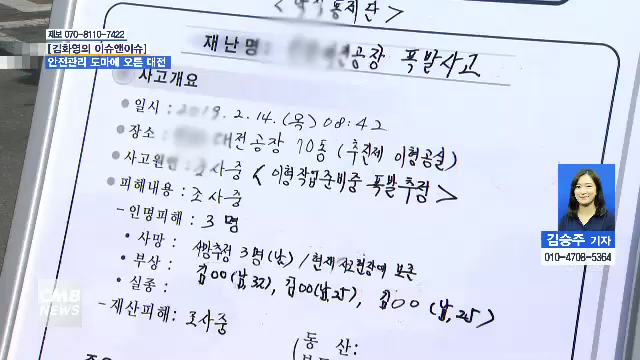 제보 070-8110-7422
[김화영의 이슈앤이슈]
안전관리 도마에 오른 대전
재난명 : 공장 폭발사고
사고개요
일시 : 2019. 2. 14. (목) 08:42
장소 : 대전공장 70동 (추진제 이형공실)
사고원인 : 조사중 < 이형작업준비중 폭발추정 >
피해내용 : 조사중
- 인명피해 : 3명
• 사망 : 사망추정 3명(남) / 현재 사고현장에 보존
• 부상 :
• 실종 : 김00(남,32), 김00(남,25), 김00(남,25)
- 재산피해 : 조사중
(동 산:
김승주 기자
010-4708-5364
CMB
NEWS